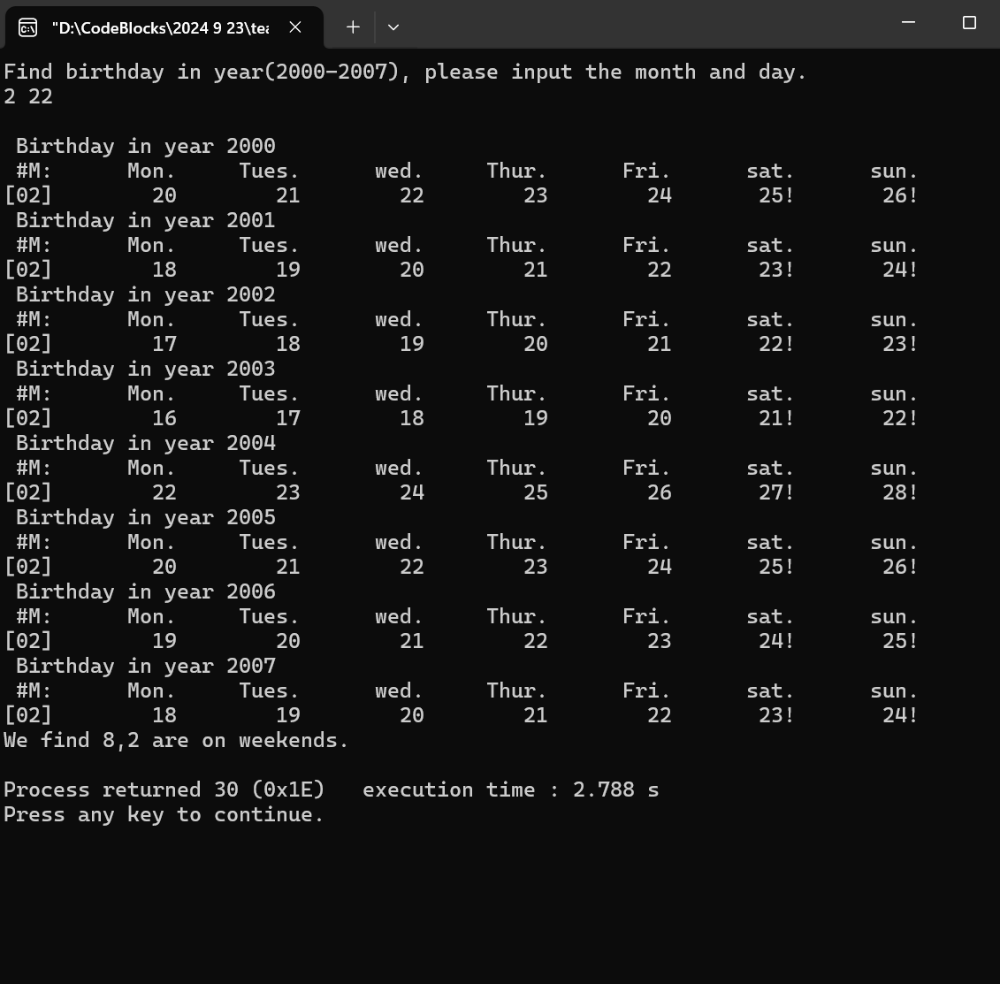 "D:\CodeBlocks\2024 9 23\tea
Find birthday in year(2000-2007), please input the month and day.
2 22
Birthday in year 2000
#M: Mon. Tues. wed. Thur. Fri. sat. sun.
[02] 20 21 22 23 24 25! 26!
Birthday in year 2001
#M: Mon. Tues. wed. Thur. Fri. sat. sun.
[02] 18 19 20 21 22 23! 24!
Birthday in year 2002
#M: Mon. Tues. wed. Thur. Fri. sat. sun.
[02] 17 18 19 20 21 22! 23!
Birthday in year 2003
#M: Mon. Tues. wed. Thur. Fri. sat. sun.
[02] 16 17 18 19 20 21! 22!
Birthday in year 2004
#M: Mon. Tues. wed. Thur. Fri. sat. sun.
[02] 22 23 24 25 26 27! 28!
Birthday in year 2005
#M: Mon. Tues. wed. Thur. Fri. sat. sun.
[02] 20 21 22 23 24 25! 26!
Birthday in year 2006
#M: Mon. Tues. wed. Thur. Fri. sat. sun.
[02] 19 20 21 22 23 24! 25!
Birthday in year 2007
#M: Mon. Tues. wed. Thur. Fri. sat. sun.
[02] 18 19 20 21 22 23! 24!
We find 8,2 are on weekends.
Process returned 30 (0x1E) execution time : 2.788 s
Press any key to continue.